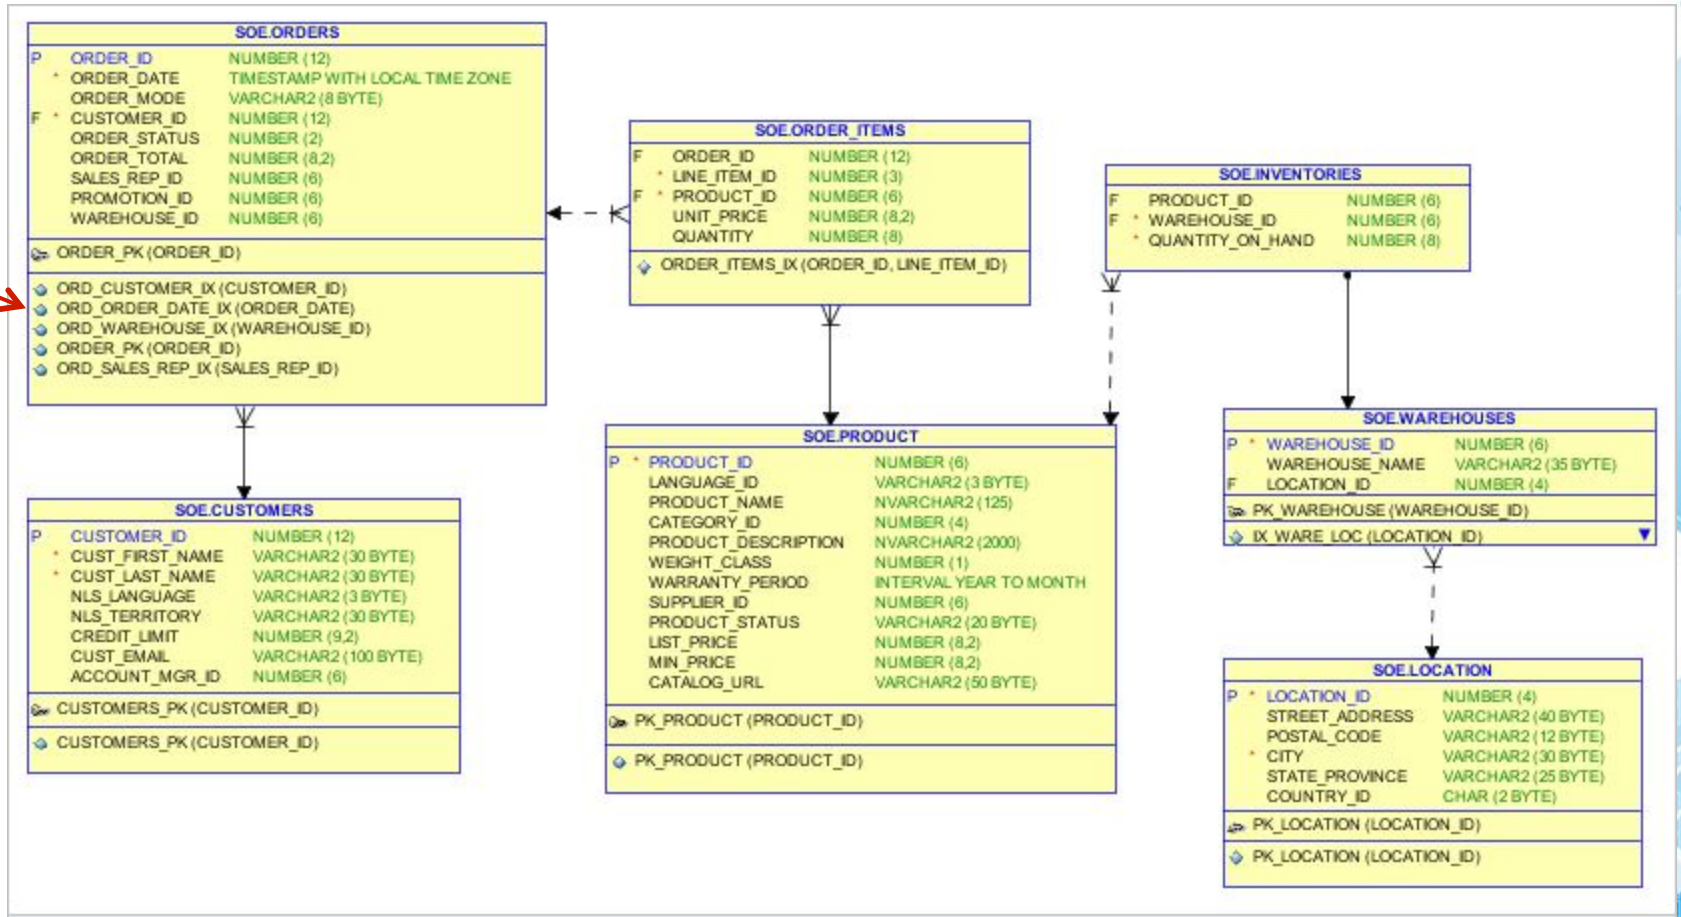 SOE.ORDERS
P ORDER_ID NUMBER (12)
* ORDER_DATE TIMESTAMP WITH LOCAL TIME ZONE
ORDER_MODE VARCHAR2 (8 BYTE)
F * CUSTOMER_ID NUMBER (12)
ORDER_STATUS NUMBER (2)
ORDER_TOTAL NUMBER (8,2)
SALES_REP_ID NUMBER (6)
PROMOTION_ID NUMBER (6)
WAREHOUSE_ID NUMBER (6)
ORDER_PK (ORDER_ID)
ORD_CUSTOMER_IX (CUSTOMER_ID)
ORD_ORDER_DATE_IX (ORDER_DATE)
ORD_WAREHOUSE_IX (WAREHOUSE_ID)
ORDER_PK (ORDER_ID)
ORD_SALES_REP_IX (SALES_REP_ID)
SOE.ORDER_ITEMS
F ORDER_ID NUMBER (12)
* LINE_ITEM_ID NUMBER (3)
F * PRODUCT_ID NUMBER (6)
UNIT_PRICE NUMBER (8,2)
QUANTITY NUMBER (8)
ORDER_ITEMS_IX (ORDER_ID, LINE_ITEM_ID)
SOE.INVENTORIES
F PRODUCT_ID NUMBER (6)
F * WAREHOUSE_ID NUMBER (6)
* QUANTITY_ON_HAND NUMBER (8)
SOE.CUSTOMERS
P CUSTOMER_ID NUMBER (12)
* CUST_FIRST_NAME VARCHAR2 (30 BYTE)
* CUST_LAST_NAME VARCHAR2 (30 BYTE)
NLS_LANGUAGE VARCHAR2 (3 BYTE)
NLS_TERRITORY VARCHAR2 (30 BYTE)
CREDIT_LIMIT NUMBER (9,2)
CUST_EMAIL VARCHAR2 (100 BYTE)
ACCOUNT_MGR_ID NUMBER (6)
CUSTOMERS_PK (CUSTOMER_ID)
CUSTOMERS_PK (CUSTOMER_ID)
SOE.PRODUCT
P * PRODUCT_ID NUMBER (6)
LANGUAGE_ID VARCHAR2 (3 BYTE)
PRODUCT_NAME NVARCHAR2 (125)
CATEGORY_ID NUMBER (4)
PRODUCT_DESCRIPTION NVARCHAR2 (2000)
WEIGHT_CLASS NUMBER (1)
WARRANTY_PERIOD INTERVAL YEAR TO MONTH
SUPPLIER_ID NUMBER (6)
PRODUCT_STATUS VARCHAR2 (20 BYTE)
LIST_PRICE NUMBER (8,2)
MIN_PRICE NUMBER (8,2)
CATALOG_URL VARCHAR2 (50 BYTE)
PK_PRODUCT (PRODUCT_ID)
PK_PRODUCT (PRODUCT_ID)
SOE.WAREHOUSES
P * WAREHOUSE_ID NUMBER (6)
WAREHOUSE_NAME VARCHAR2 (35 BYTE)
F LOCATION_ID NUMBER (4)
PK_WAREHOUSE (WAREHOUSE_ID)
IX_WARE_LOC (LOCATION_ID)
SOE.LOCATION
P * LOCATION_ID NUMBER (4)
STREET_ADDRESS VARCHAR2 (40 BYTE)
POSTAL_CODE VARCHAR2 (12 BYTE)
* CITY VARCHAR2 (30 BYTE)
STATE_PROVINCE VARCHAR2 (25 BYTE)
COUNTRY_ID CHAR (2 BYTE)
PK_LOCATION (LOCATION_ID)
PK_LOCATION (LOCATION_ID)